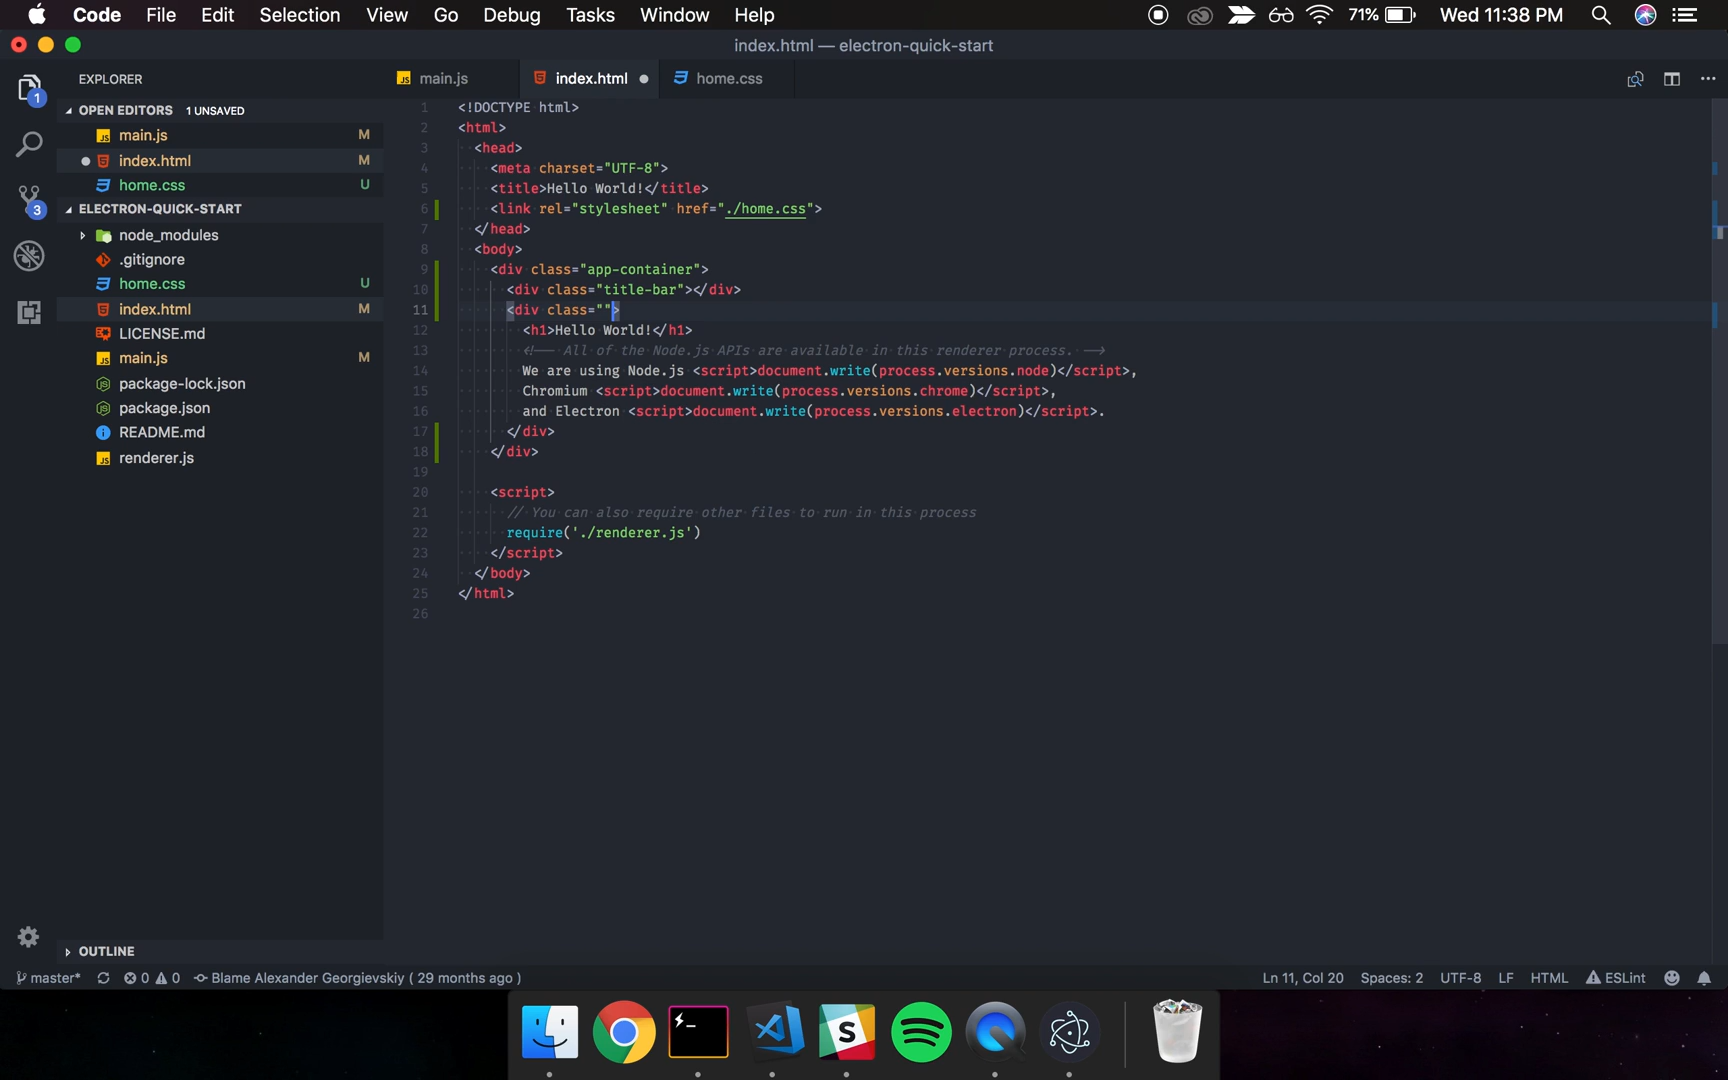 Code File Edit Selection View Go Debug Tasks Window Help 71% Wed 11:38 PM
index.html — electron-quick-start
EXPLORER
main.js
index.html
home.css
OPEN EDITORS 1 UNSAVED
main.js M
index.html M
home.css U
ELECTRON-QUICK-START
node_modules
.gitignore
home.css U
index.html M
LICENSE.md
main.js M
package-lock.json
package.json
README.md
renderer.js
OUTLINE
1
3
1 <!DOCTYPE html>
2 <html>
3 <head>
4 <meta charset="UTF-8">
5 <title>Hello World!</title>
6 <link rel="stylesheet" href="./home.css">
7 </head>
8 <body>
9 <div class="app-container">
10 <div class="title-bar"></div>
11 <div class="">
12 <h1>Hello World!</h1>
13 <!-- All of the Node.js APIs are available in this renderer process. -->
14 We are using Node.js <script>document.write(process.versions.node)</script>,
15 Chromium <script>document.write(process.versions.chrome)</script>,
16 and Electron <script>document.write(process.versions.electron)</script>.
17 </div>
18 </div>
19
20 <script>
21 // You can also require other files to run in this process
22 require('./renderer.js')
23 </script>
24 </body>
25 </html>
26
master* 0 0 Blame Alexander Georgievskiy ( 29 months ago ) Ln 11, Col 20 Spaces: 2 UTF-8 LF HTML ESLint
S